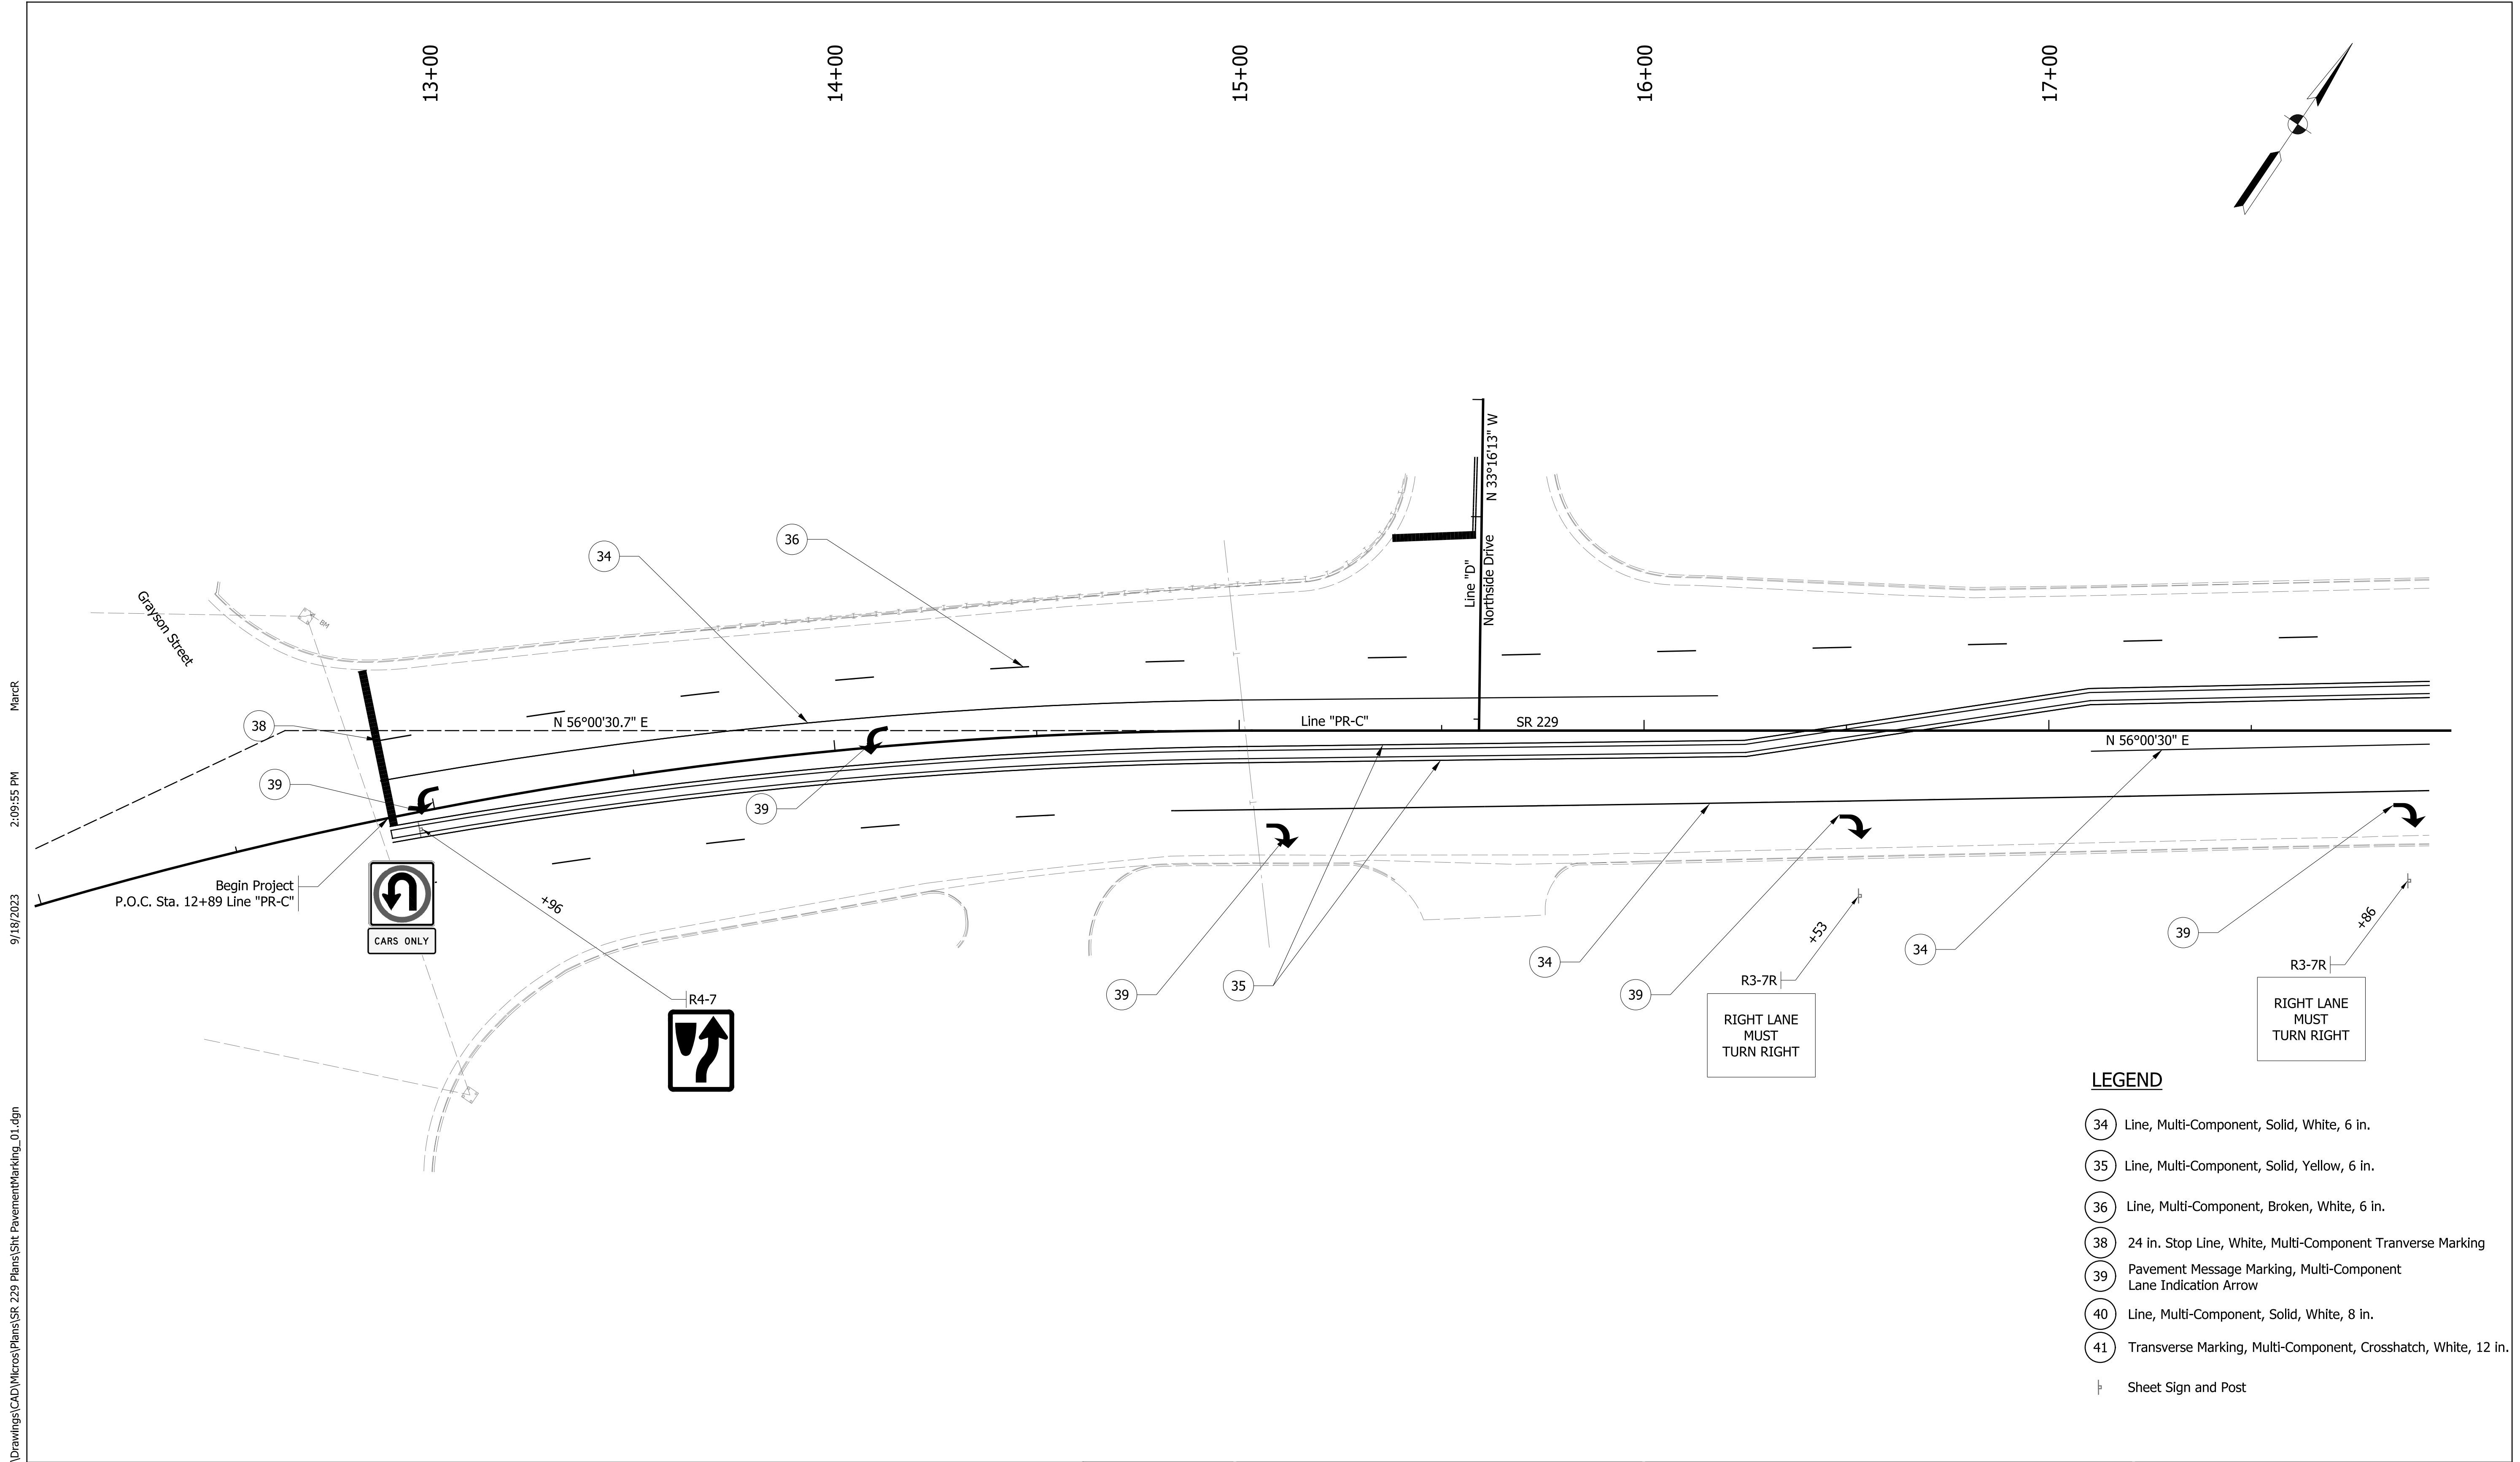 13+00
14+00
15+00
16+00
17+00
N 33°16'13" W
Line "D"
Northside Drive
36
34
Grayson Street
BM
38
N 56°00'30.7" E
Line "PR-C"
SR 229
N 56°00'30" E
39
39
Begin Project
P.O.C. Sta. 12+89 Line "PR-C"
CARS ONLY
+96
R4-7
39
35
34
39
+53
R3-7R
RIGHT LANE
MUST
TURN RIGHT
34
39
+86
R3-7R
RIGHT LANE
MUST
TURN RIGHT
LEGEND
34 Line, Multi-Component, Solid, White, 6 in.
35 Line, Multi-Component, Solid, Yellow, 6 in.
36 Line, Multi-Component, Broken, White, 6 in.
38 24 in. Stop Line, White, Multi-Component Tranverse Marking
39 Pavement Message Marking, Multi-Component
Lane Indication Arrow
40 Line, Multi-Component, Solid, White, 8 in.
41 Transverse Marking, Multi-Component, Crosshatch, White, 12 in.
Sheet Sign and Post
\Drawings\CAD\Micros\Plans\SR 229 Plans\Sht PavementMarking_01.dgn 9/18/2023 2:09:55 PM MarcR